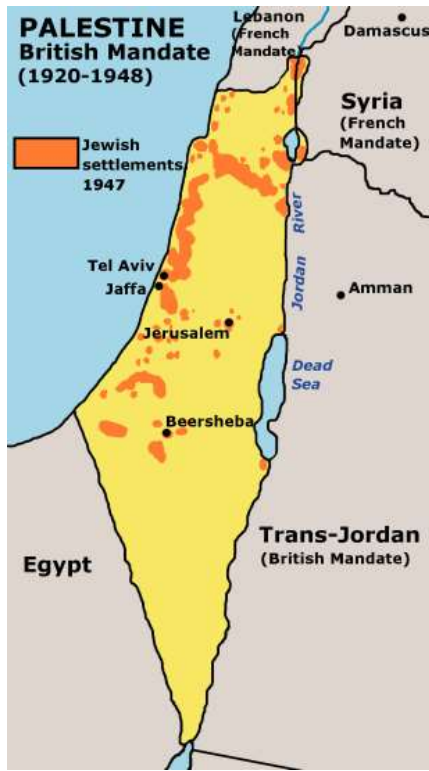 PALESTINE
British Mandate
(1920-1948)
Lebanon
(French
Mandate)
Damascus
Syria
(French
Mandate)
Jewish
settlements
1947
River
Jordan
Tel Aviv
Jaffa
Amman
Jerusalem
Dead
Sea
Beersheba
Egypt
Trans-Jordan
(British Mandate)